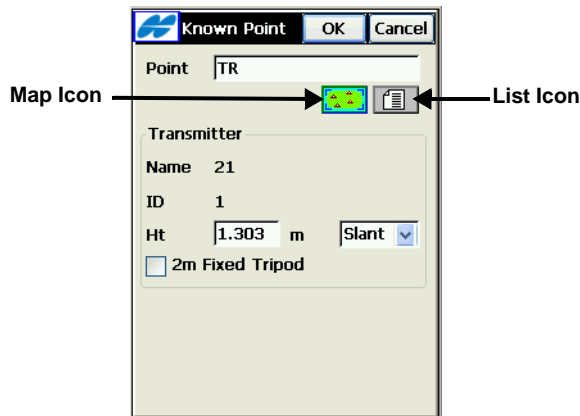 Known Point OK Cancel
Point TR
Map Icon List Icon
Transmitter
Name 21
ID 1
Ht 1.303 m Slant
2m Fixed Tripod